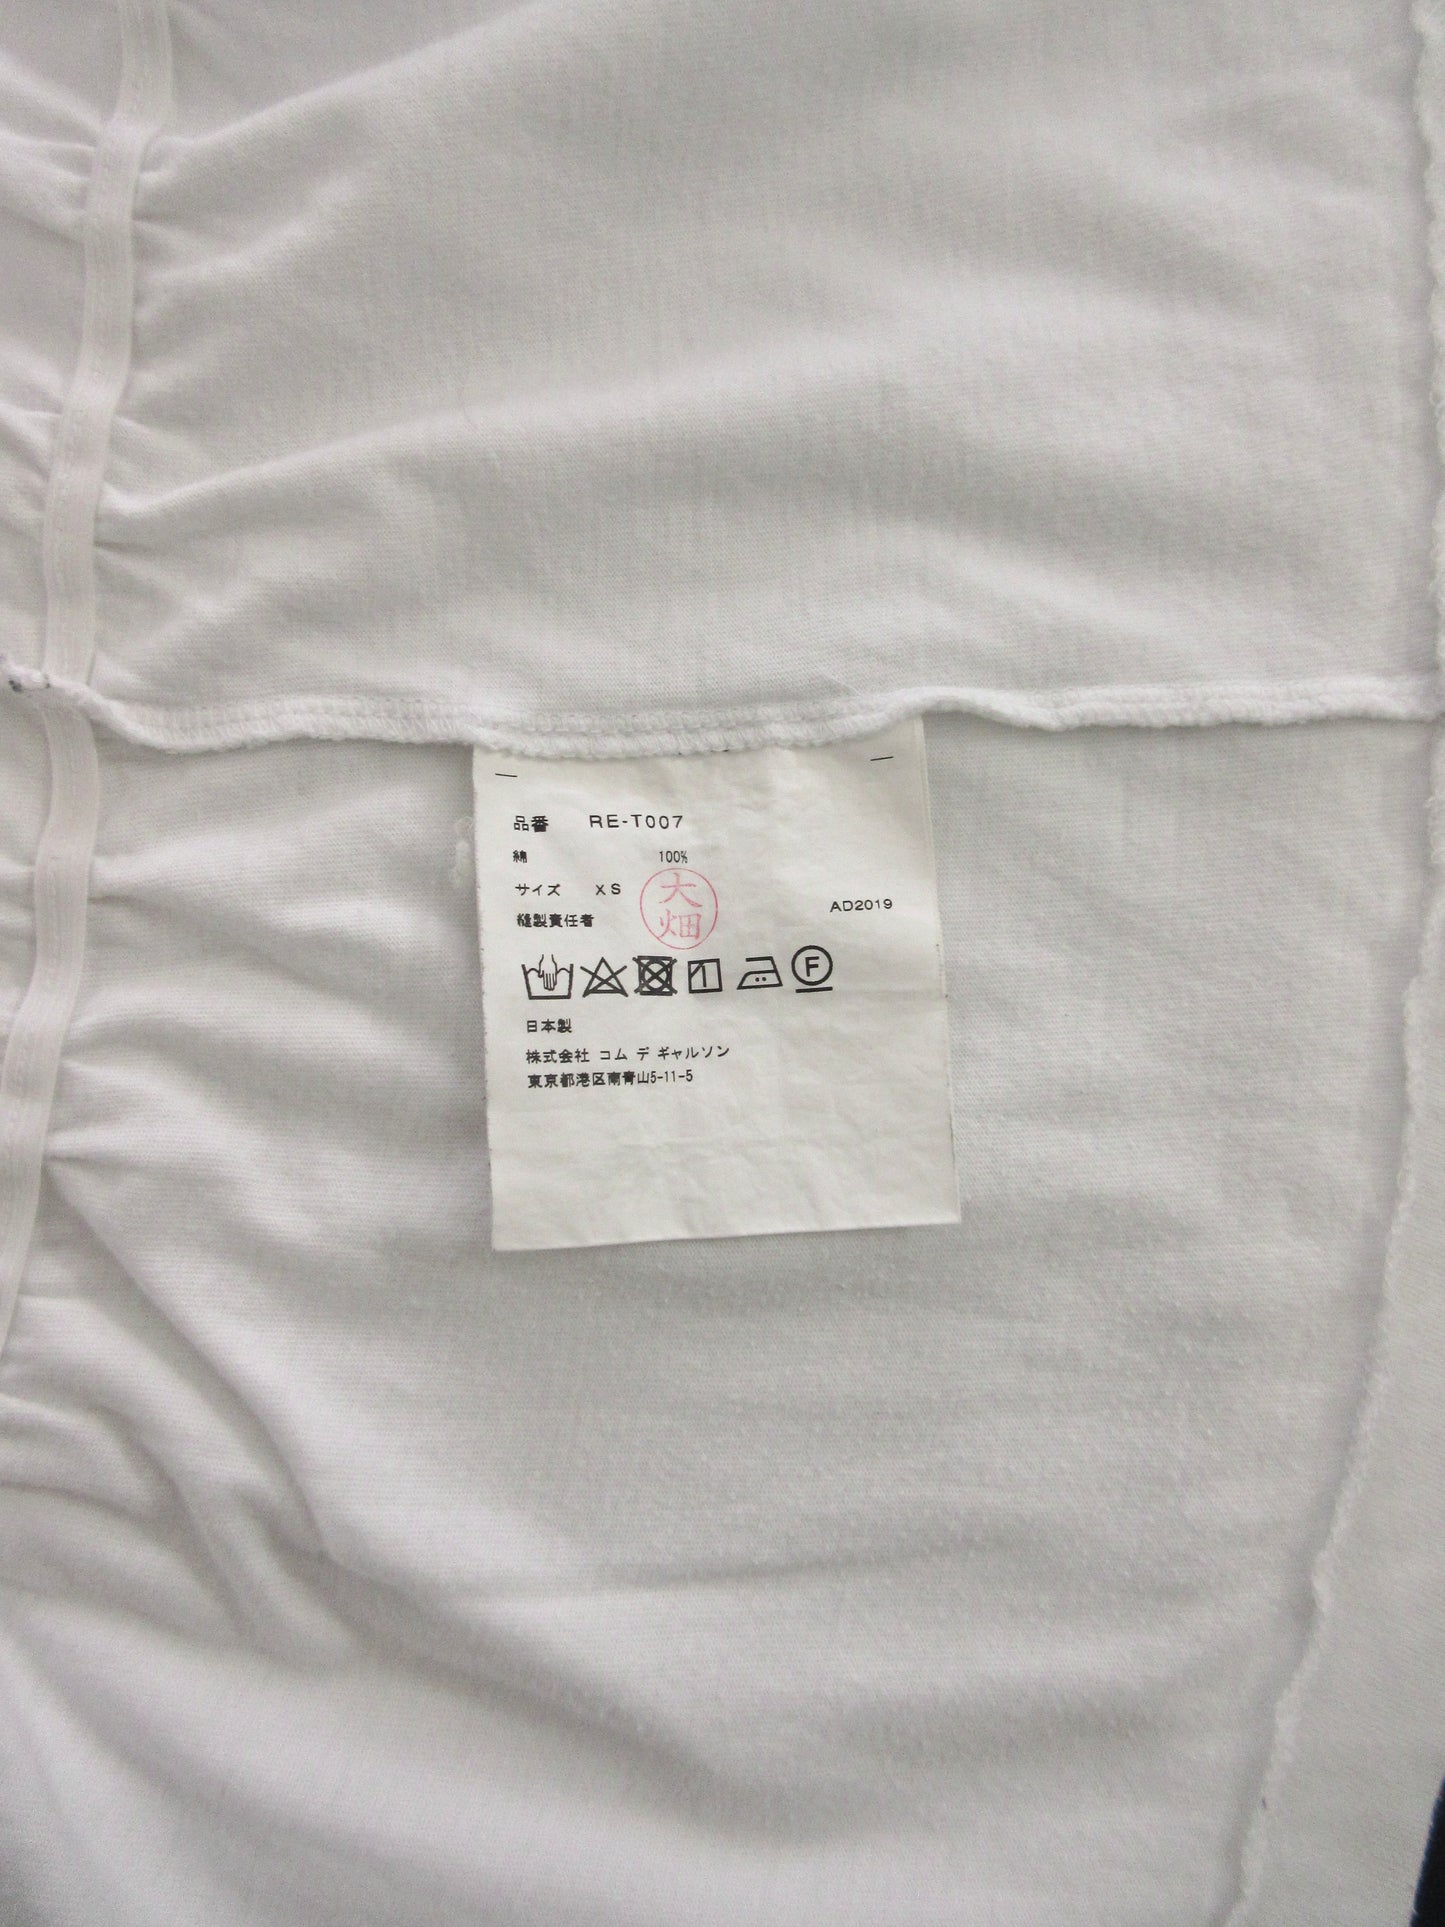 品番 RE-T007
綿 100%
サイズ XS
縫製責任者 大畑
AD2019
F
日本製
株式会社 コム デ ギャルソン
東京都港区南青山5-11-5